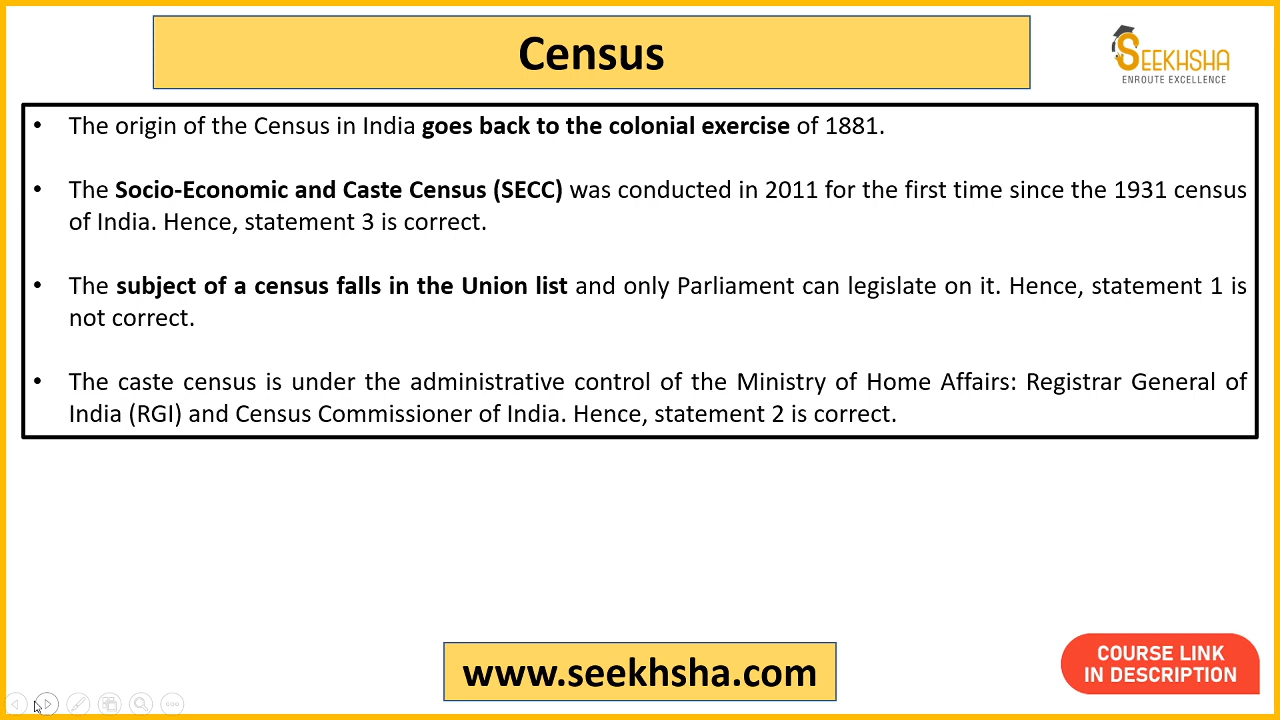 Census
SEEKHSHA
ENROUTE EXCELLENCE
• The origin of the Census in India goes back to the colonial exercise of 1881.
• The Socio-Economic and Caste Census (SECC) was conducted in 2011 for the first time since the 1931 census
of India. Hence, statement 3 is correct.
• The subject of a census falls in the Union list and only Parliament can legislate on it. Hence, statement 1 is
not correct.
• The caste census is under the administrative control of the Ministry of Home Affairs: Registrar General of
India (RGI) and Census Commissioner of India. Hence, statement 2 is correct.
www.seekhsha.com
COURSE LINK
IN DESCRIPTION